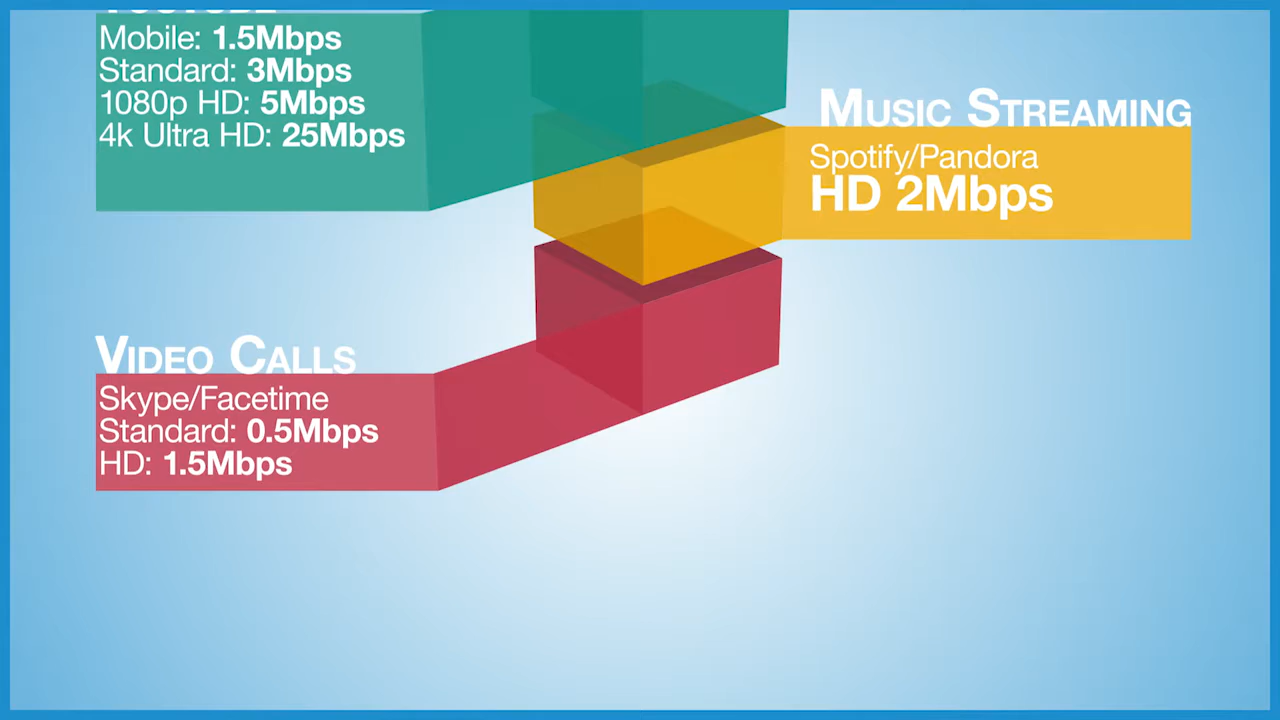 Mobile: 1.5Mbps
Standard: 3Mbps
1080p HD: 5Mbps
4k Ultra HD: 25Mbps
Music Streaming
Spotify/Pandora
HD 2Mbps
Video Calls
Skype/Facetime
Standard: 0.5Mbps
HD: 1.5Mbps